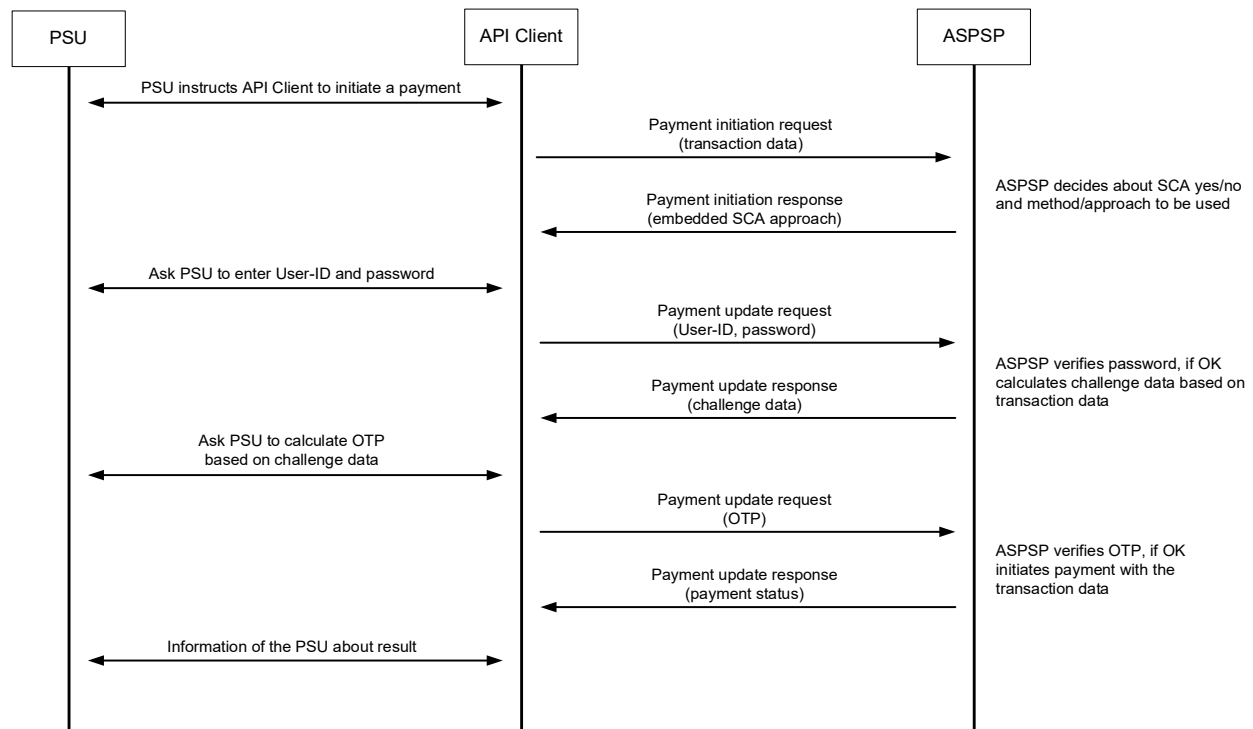 PSU
API Client
ASPSP
PSU instructs API Client to initiate a payment
Payment initiation request
(transaction data)
ASPSP decides about SCA yes/no
and method/approach to be used
Payment initiation response
(embedded SCA approach)
Ask PSU to enter User-ID and password
Payment update request
(User-ID, password)
ASPSP verifies password, if OK
calculates challenge data based on
transaction data
Payment update response
(challenge data)
Ask PSU to calculate OTP
based on challenge data
Payment update request
(OTP)
ASPSP verifies OTP, if OK
initiates payment with the
transaction data
Payment update response
(payment status)
Information of the PSU about result